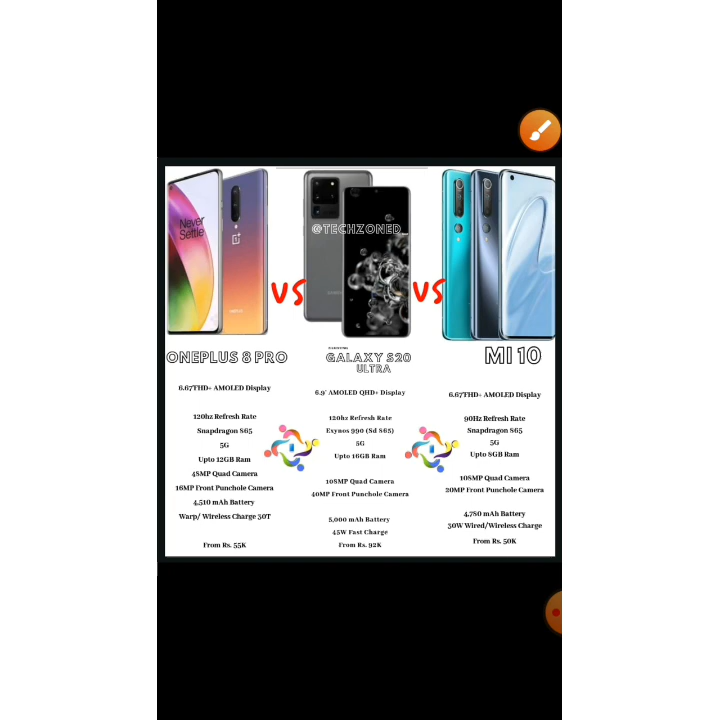 Never
Settle
@TECHZONED_
VS
VS
ONEPLUS 8 PRO
6.67FHD+ AMOLED Display
120hz Refresh Rate
Snapdragon 865
5G
Upto 12GB Ram
48MP Quad Camera
16MP Front Punchole Camera
4,510 mAh Battery
Warp/ Wireless Charge 30T
From Rs. 55K
GALAXY S20
ULTRA
6.9' AMOLED QHD+ Display
120hz Refresh Rate
Exynos 990 (Sd 865)
5G
Upto 16GB Ram
108MP Quad Camera
40MP Front Punchole Camera
5,000 mAh Battery
45W Fast Charge
From Rs. 92K
MI 10
6.67FHD+ AMOLED Display
90Hz Refresh Rate
Snapdragon 865
5G
Upto 8GB Ram
108MP Quad Camera
20MP Front Punchole Camera
4,780 mAh Battery
30W Wired/Wireless Charge
From Rs. 50K